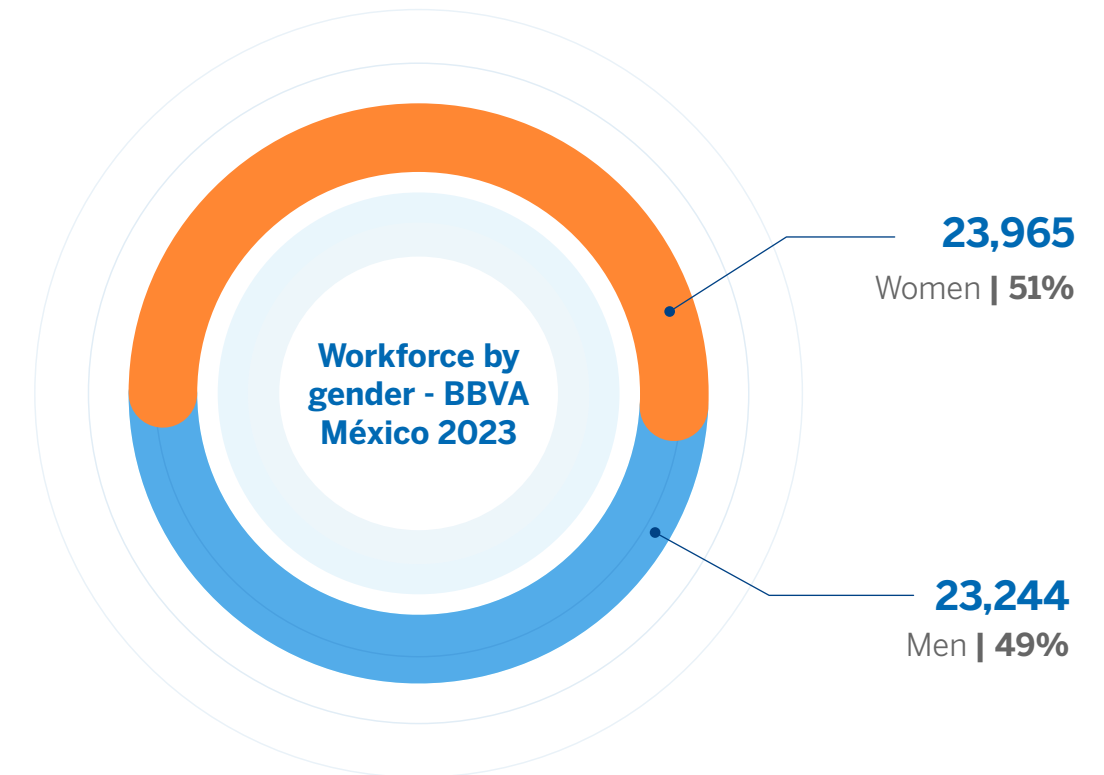 Workforce by
gender - BBVA
México 2023
23,965
Women | 51%
23,244
Men | 49%